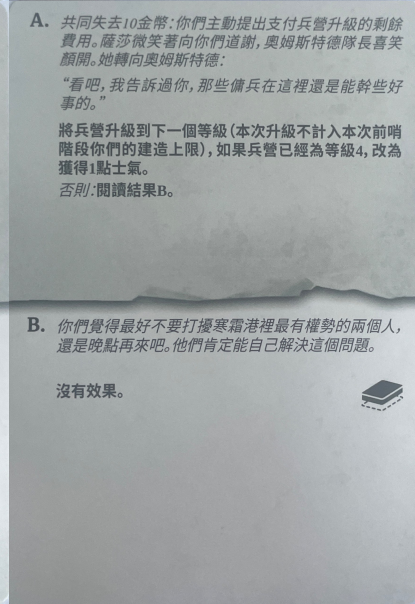 A. 共同失去10金幣：你們主動提出支付兵營升級的剩餘
費用。薩莎微笑著向你們道謝，奧姆斯特德隊長喜笑
顏開。她轉向奧姆斯特德：
“看吧，我告訴過你，那些傭兵在這裡還是能幹些好
事的。”
將兵營升級到下一個等級（本次升級不計入本次前哨
階段你們的建造上限），如果兵營已經為等級4，改為
獲得1點士氣。
否則：閱讀結果B。
B. 你們覺得最好不要打擾寒霜港裡最有權勢的兩個人，
還是晚點再來吧。他們肯定能自己解決這個問題。
沒有效果。